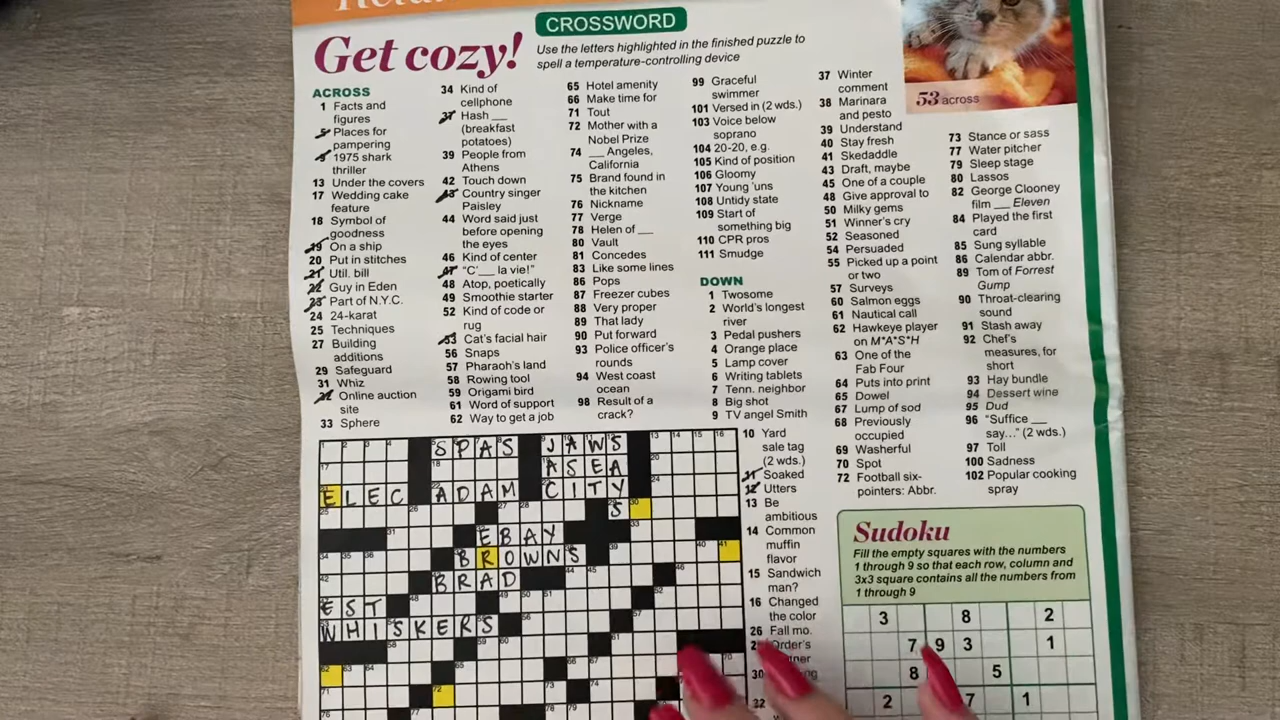 CROSSWORD
Get cozy!
Use the letters highlighted in the finished puzzle to
spell a temperature-controlling device
ACROSS
1 Facts and
figures
5 Places for
pampering
9 1975 shark
thriller
13 Under the covers
17 Wedding cake
feature
18 Symbol of
goodness
19 On a ship
20 Put in stitches
21 Util. bill
22 Guy in Eden
23 Part of N.Y.C.
24 24-karat
25 Techniques
27 Building
additions
29 Safeguard
31 Whiz
32 Online auction
site
33 Sphere
34 Kind of
cellphone
37 Hash ___
(breakfast
potatoes)
39 People from
Athens
42 Touch down
43 Country singer
Paisley
44 Word said just
before opening
the eyes
46 Kind of center
47 "C'___ la vie!"
48 Atop, poetically
49 Smoothie starter
52 Kind of code or
rug
53 Cat's facial hair
56 Snaps
57 Pharaoh's land
58 Rowing tool
59 Origami bird
61 Word of support
62 Way to get a job
65 Hotel amenity
66 Make time for
71 Tout
72 Mother with a
Nobel Prize
74 ___ Angeles,
California
75 Brand found in
the kitchen
76 Nickname
77 Verge
78 Helen of ___
80 Vault
81 Concedes
83 Like some lines
86 Pops
87 Freezer cubes
88 Very proper
89 That lady
90 Put forward
93 Police officer's
rounds
94 West coast
ocean
98 Result of a
crack?
99 Graceful
swimmer
101 Versed in (2 wds.)
103 Voice below
soprano
104 20-20, e.g.
105 Kind of position
106 Gloomy
107 Young 'uns
108 Untidy state
109 Start of
something big
110 CPR pros
111 Smudge
DOWN
1 Twosome
2 World's longest
river
3 Pedal pushers
4 Orange place
5 Lamp cover
6 Writing tablets
7 Tenn. neighbor
8 Big shot
9 TV angel Smith
10 Yard
sale tag
(2 wds.)
11 Soaked
12 Utters
13 Be
ambitious
14 Common
muffin
flavor
15 Sandwich
man?
16 Changed
the color
26 Fall mo.
Order's
30
32
37 Winter
comment
38 Marinara
and pesto
39 Understand
40 Stay fresh
41 Skedaddle
43 Draft, maybe
45 One of a couple
48 Give approval to
50 Milky gems
51 Winner's cry
52 Seasoned
54 Persuaded
55 Picked up a point
or two
57 Surveys
60 Salmon eggs
61 Nautical call
62 Hawkeye player
on M*A*S*H
63 One of the
Fab Four
64 Puts into print
65 Dowel
67 Lump of sod
68 Previously
occupied
69 Washerful
70 Spot
72 Football six-
pointers: Abbr.
53 across
73 Stance or sass
77 Water pitcher
79 Sleep stage
80 Lassos
82 George Clooney
film ___ Eleven
84 Played the first
card
85 Sung syllable
86 Calendar abbr.
89 Tom of Forrest
Gump
90 Throat-clearing
sound
91 Stash away
92 Chef's
measures, for
short
93 Hay bundle
94 Dessert wine
95 Dud
96 "Suffice ___
say…" (2 wds.)
97 Toll
100 Sadness
102 Popular cooking
spray
SPAS JAWS
ASEA
ELEC ADAM CITY
S
EBAY
BROWNS
BRAD
EST
WHISKERS
Sudoku
Fill the empty squares with the numbers
1 through 9 so that each row, column and
3x3 square contains all the numbers from
1 through 9
3 8 2
7 9 3 1
8 5
2 7 1